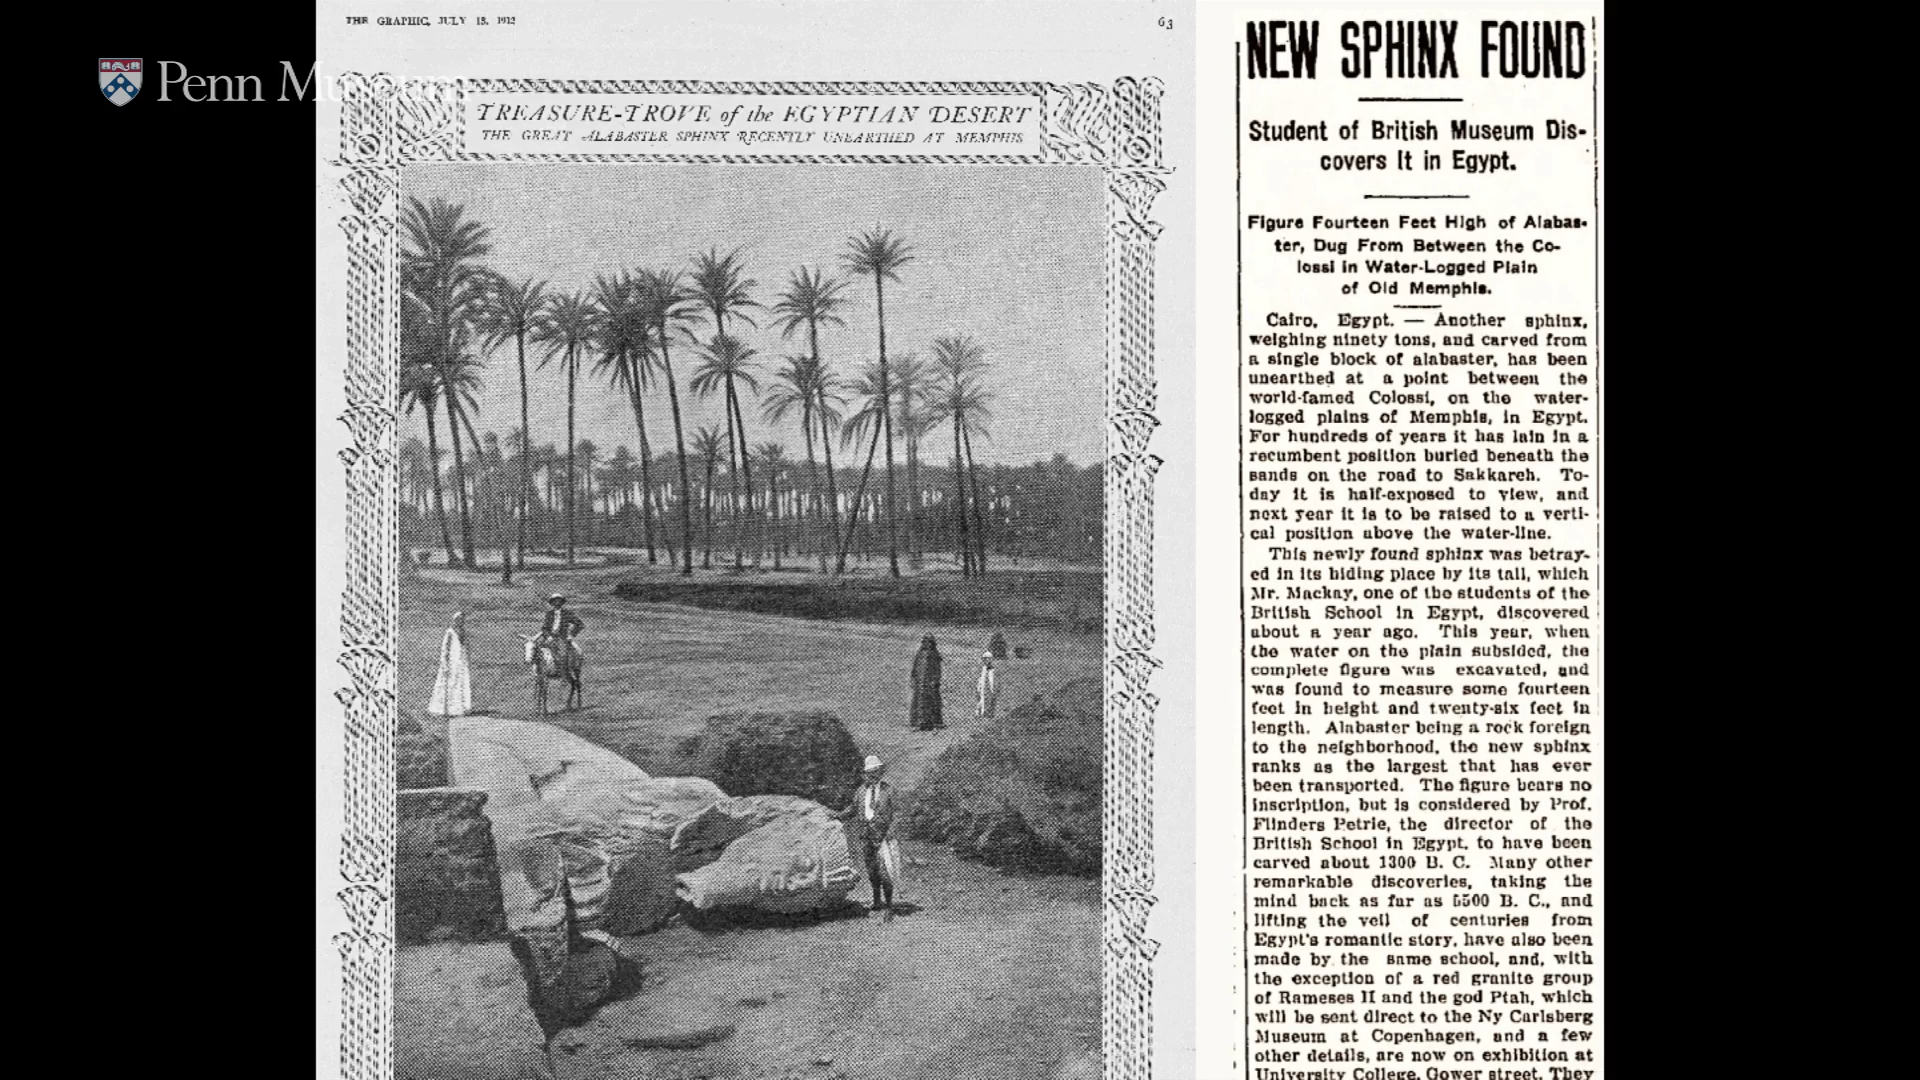 THE GRAPHIC, JULY 13, 1912
63
Penn Museum
TREASURE-TROVE of the EGYPTIAN DESERT
THE GREAT ALABASTER SPHINX RECENTLY UNEARTHED AT MEMPHIS
NEW SPHINX FOUND
Student of British Museum Dis-
covers It in Egypt.
Figure Fourteen Feet High of Alabas-
ter, Dug From Between the Co-
lossi in Water-Logged Plain
of Old Memphis.
Cairo, Egypt. — Another sphinx,
weighing ninety tons, and carved from
a single block of alabaster, has been
unearthed at a point between the
world-famed Colossi, on the water-
logged plains of Memphis, in Egypt.
For hundreds of years it has lain in a
recumbent position buried beneath the
sands on the road to Sakkareh. To-
day it is half-exposed to view, and
next year it is to be raised to a verti-
cal position above the water-line.
This newly found sphinx was betray-
ed in its hiding place by its tail, which
Mr. Mackay, one of the students of the
British School in Egypt, discovered
about a year ago. This year, when
the water on the plain subsided, the
complete figure was excavated, and
was found to measure some fourteen
feet in height and twenty-six feet in
length. Alabaster being a rock foreign
to the neighborhood, the new sphinx
ranks as the largest that has ever
been transported. The figure bears no
inscription, but is considered by Prof.
Flinders Petrie, the director of the
British School in Egypt, to have been
carved about 1300 B. C. Many other
remarkable discoveries, taking the
mind back as far as 5500 B. C., and
lifting the veil of centuries from
Egypt's romantic story, have also been
made by the same school, and, with
the exception of a red granite group
of Rameses II and the god Ptah, which
will be sent direct to the Ny Carlsberg
Museum at Copenhagen, and a few
other details, are now on exhibition at
University College, Gower street. They